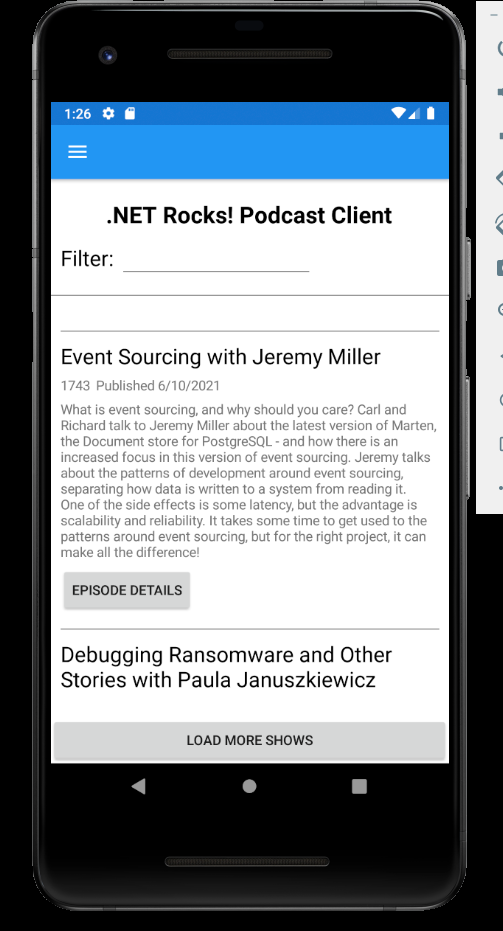 1:26
.NET Rocks! Podcast Client
Filter:
Event Sourcing with Jeremy Miller
1743 Published 6/10/2021
What is event sourcing, and why should you care? Carl and
Richard talk to Jeremy Miller about the latest version of Marten,
the Document store for PostgreSQL - and how there is an
increased focus in this version of event sourcing. Jeremy talks
about the patterns of development around event sourcing,
separating how data is written to a system from reading it.
One of the side effects is some latency, but the advantage is
scalability and reliability. It takes some time to get used to the
patterns around event sourcing, but for the right project, it can
make all the difference!
EPISODE DETAILS
Debugging Ransomware and Other
Stories with Paula Januszkiewicz
LOAD MORE SHOWS